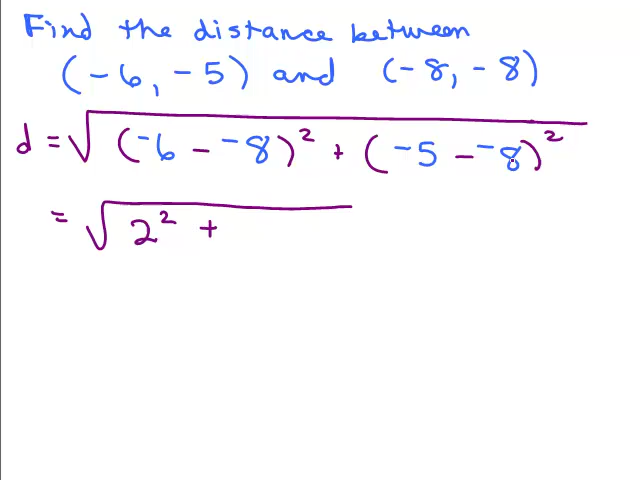 Find the distance between
(-6, -5) and (-8, -8)
d = √((-6 - -8)² + (-5 - -8)²)
= √(2² +